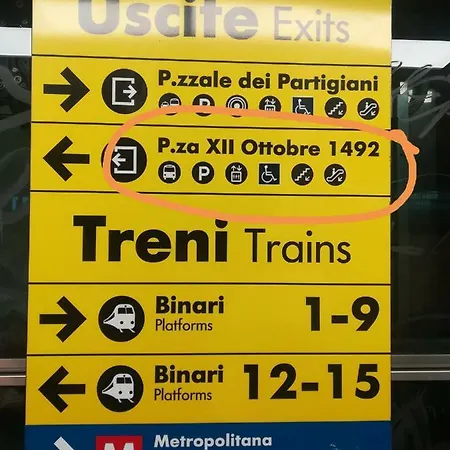 Uscite Exits
P.zzale dei Partigiani
P
P.za XII Ottobre 1492
P
Treni Trains
Binari 1-9
Platforms
Binari 12-15
Platforms
M Metropolitana